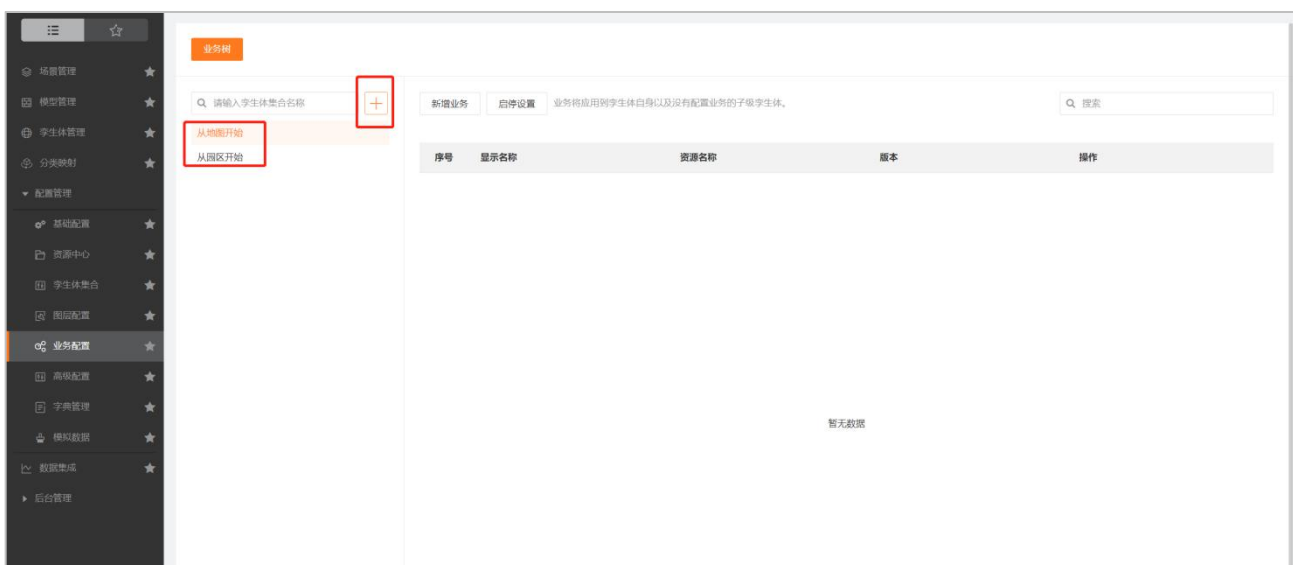 业务树
场景管理
模型管理
孪生体管理
分类映射
配置管理
基础配置
资源中心
孪生体集合
图层配置
业务配置
高级配置
字典管理
模拟数据
数据集成
后台管理
请输入孪生体集合名称
从地图开始
从园区开始
新增业务 启停设置 业务将应用到孪生体自身以及没有配置业务的子级孪生体。 搜索
序号 显示名称 资源名称 版本 操作
暂无数据